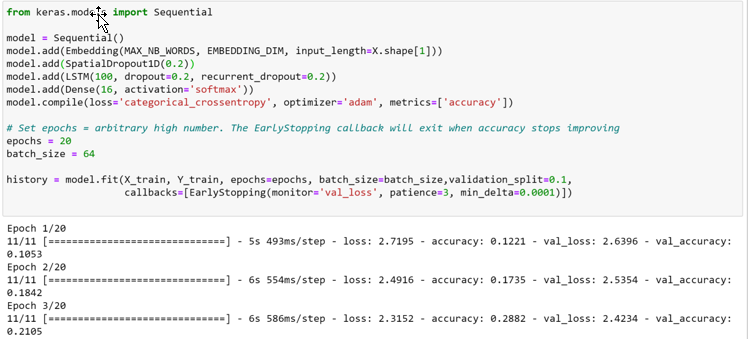 from keras.models import Sequential
model = Sequential()
model.add(Embedding(MAX_NB_WORDS, EMBEDDING_DIM, input_length=X.shape[1]))
model.add(SpatialDropout1D(0.2))
model.add(LSTM(100, dropout=0.2, recurrent_dropout=0.2))
model.add(Dense(16, activation='softmax'))
model.compile(loss='categorical_crossentropy', optimizer='adam', metrics=['accuracy'])
# Set epochs = arbitrary high number. The EarlyStopping callback will exit when accuracy stops improving
epochs = 20
batch_size = 64
history = model.fit(X_train, Y_train, epochs=epochs, batch_size=batch_size,validation_split=0.1,
callbacks=[EarlyStopping(monitor='val_loss', patience=3, min_delta=0.0001)])
Epoch 1/20
11/11 [==============================] - 5s 493ms/step - loss: 2.7195 - accuracy: 0.1221 - val_loss: 2.6396 - val_accuracy:
0.1053
Epoch 2/20
11/11 [==============================] - 6s 554ms/step - loss: 2.4916 - accuracy: 0.1735 - val_loss: 2.5354 - val_accuracy:
0.1842
Epoch 3/20
11/11 [==============================] - 6s 586ms/step - loss: 2.3152 - accuracy: 0.2882 - val_loss: 2.4234 - val_accuracy:
0.2105